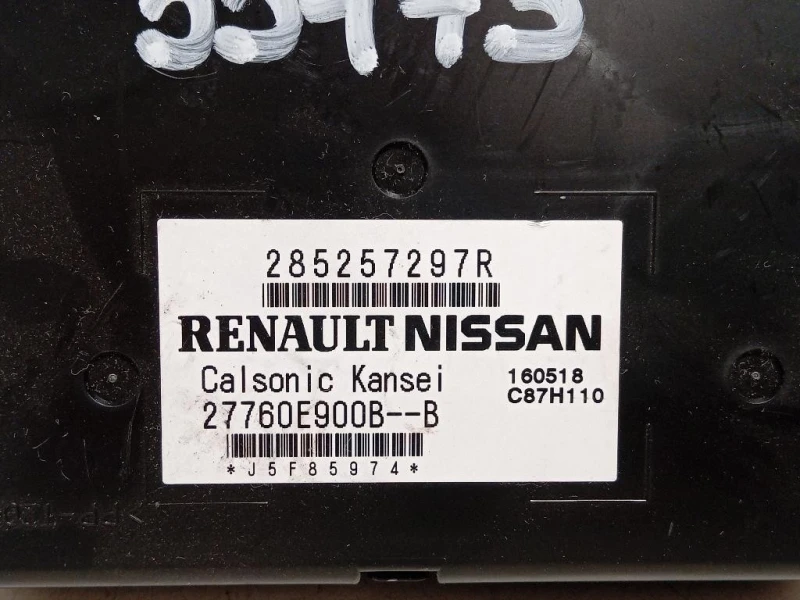 285257297R
RENAULT NISSAN
Calsonic Kansei
160518
27760E900B--B
C87H110
*J5F85974*